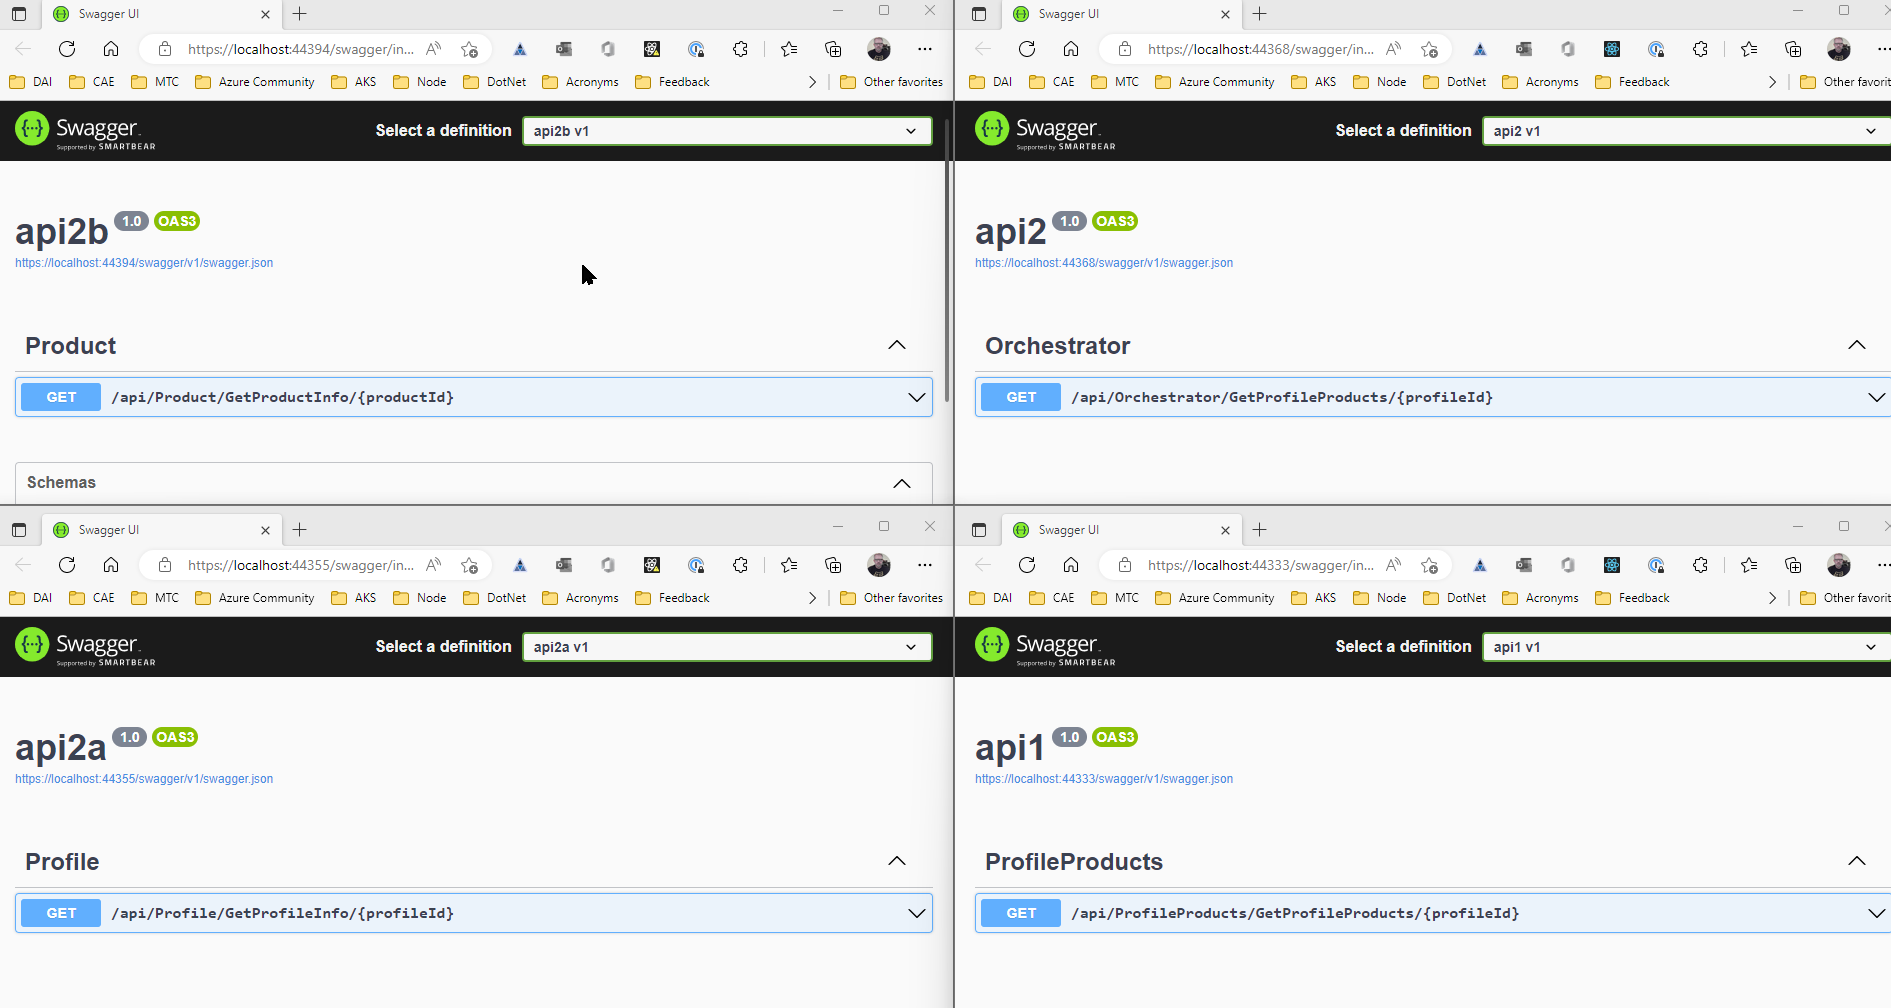 Swagger UI
https://localhost:44394/swagger/in...
DAI CAE MTC Azure Community AKS Node DotNet Acronyms Feedback Other favorites
Swagger.
Supported by SMARTBEAR
Select a definition
api2b v1
api2b 1.0 OAS3
https://localhost:44394/swagger/v1/swagger.json
Product
GET /api/Product/GetProductInfo/{productId}
Schemas
Swagger UI
https://localhost:44368/swagger/in...
DAI CAE MTC Azure Community AKS Node DotNet Acronyms Feedback Other favorit
Swagger.
Supported by SMARTBEAR
Select a definition
api2 v1
api2 1.0 OAS3
https://localhost:44368/swagger/v1/swagger.json
Orchestrator
GET /api/Orchestrator/GetProfileProducts/{profileId}
Swagger UI
https://localhost:44355/swagger/in...
DAI CAE MTC Azure Community AKS Node DotNet Acronyms Feedback Other favorites
Swagger.
Supported by SMARTBEAR
Select a definition
api2a v1
api2a 1.0 OAS3
https://localhost:44355/swagger/v1/swagger.json
Profile
GET /api/Profile/GetProfileInfo/{profileId}
Swagger UI
https://localhost:44333/swagger/in...
DAI CAE MTC Azure Community AKS Node DotNet Acronyms Feedback Other favorit
Swagger.
Supported by SMARTBEAR
Select a definition
api1 v1
api1 1.0 OAS3
https://localhost:44333/swagger/v1/swagger.json
ProfileProducts
GET /api/ProfileProducts/GetProfileProducts/{profileId}